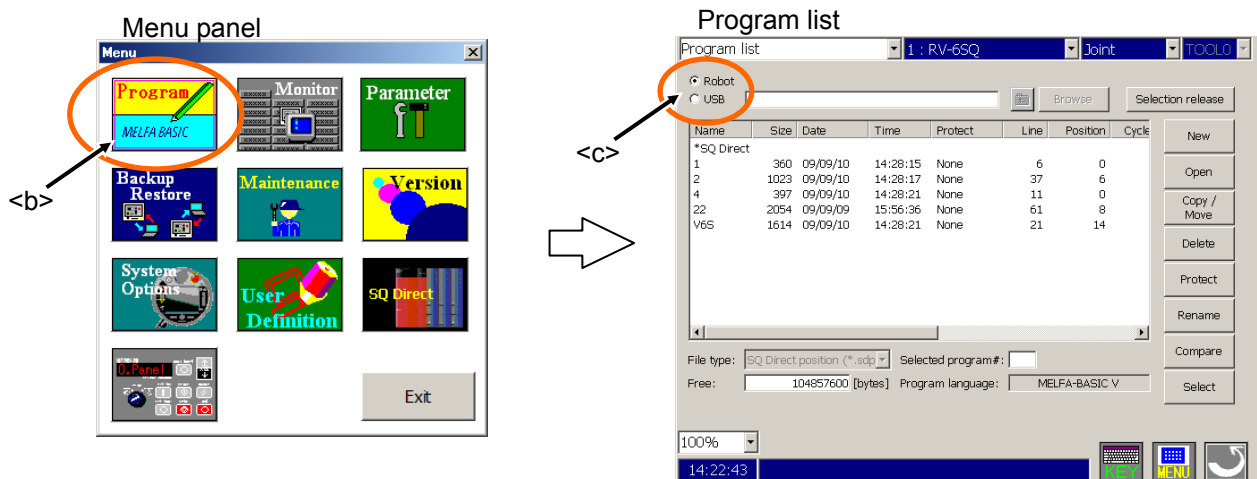 Menu panel
Menu
Program
MELFA BASIC
Monitor
Parameter
Backup
Restore
Maintenance
Version
System
Options
User
Definition
SQ Direct
O.Panel
Exit
<b>
Program list
Program list 1 : RV-6SQ Joint TOOL0
Robot
USB Browse Selection release
<c>
Name Size Date Time Protect Line Position Cycle
*SQ Direct
1 360 09/09/10 14:28:15 None 6 0
2 1023 09/09/10 14:28:17 None 37 6
4 397 09/09/10 14:28:21 None 11 0
22 2054 09/09/09 15:56:36 None 61 8
V6S 1614 09/09/10 14:28:21 None 21 14
New
Open
Copy /
Move
Delete
Protect
Rename
Compare
Select
File type: SQ Direct position (*.sdp Selected program#:
Free: 104857600 [bytes] Program language: MELFA-BASIC V
100%
14:22:43
KEY MENU